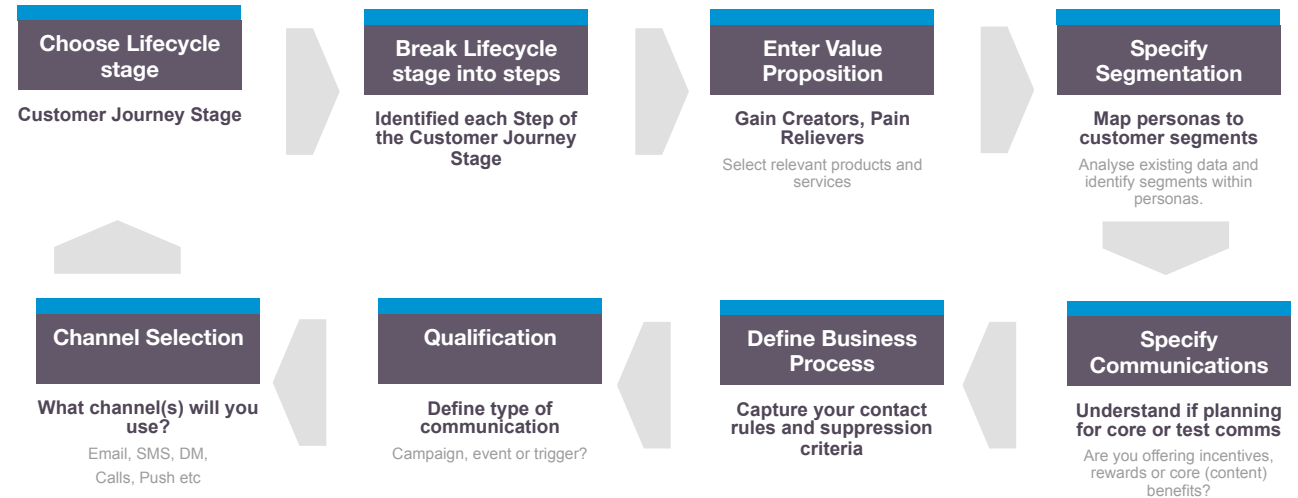 Choose Lifecycle
stage
Customer Journey Stage
Break Lifecycle
stage into steps
Identified each Step of
the Customer Journey
Stage
Enter Value
Proposition
Gain Creators, Pain
Relievers
Select relevant products and
services
Specify
Segmentation
Map personas to
customer segments
Analyse existing data and
identify segments within
personas.
Specify
Communications
Understand if planning
for core or test comms
Are you offering incentives,
rewards or core (content)
benefits?
Define Business
Process
Capture your contact
rules and suppression
criteria
Qualification
Define type of
communication
Campaign, event or trigger?
Channel Selection
What channel(s) will you
use?
Email, SMS, DM,
Calls, Push etc